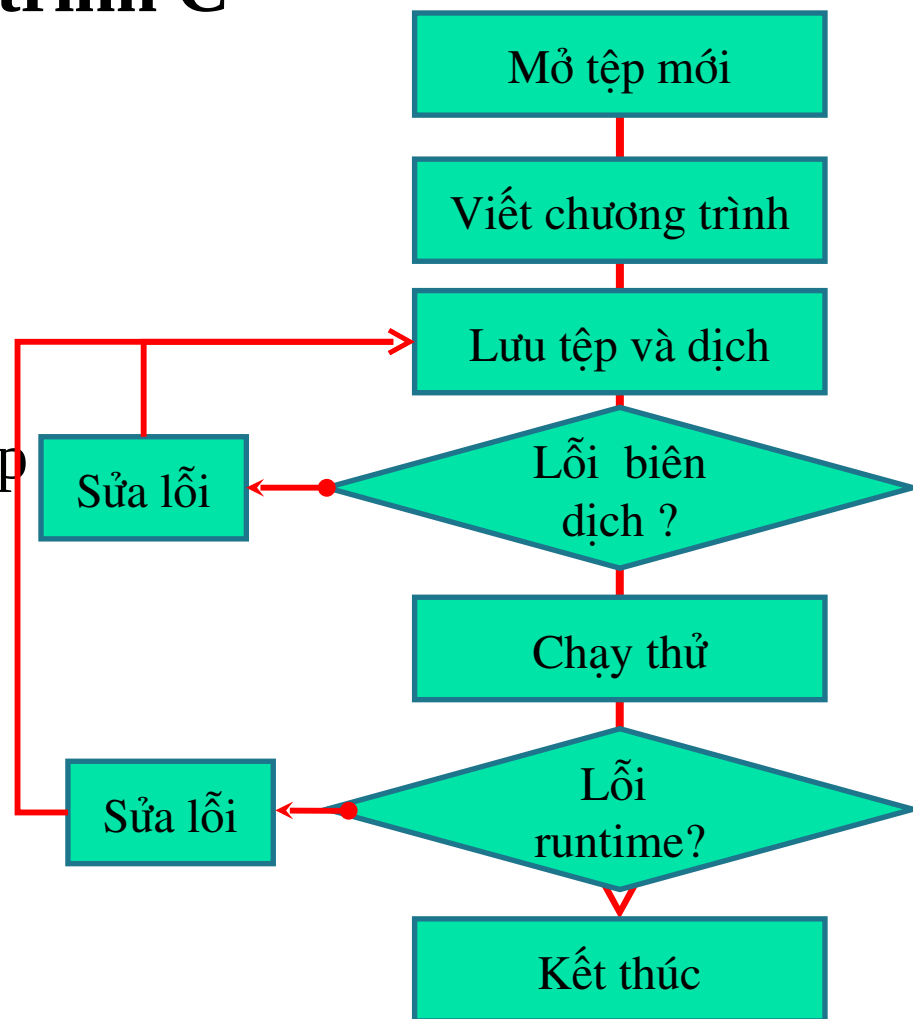 trình C
Mở tệp mới
Viết chương trình
Lưu tệp và dịch
p
Sửa lỗi
Lỗi biên
dịch ?
Chạy thử
Sửa lỗi
Lỗi
runtime?
Kết thúc